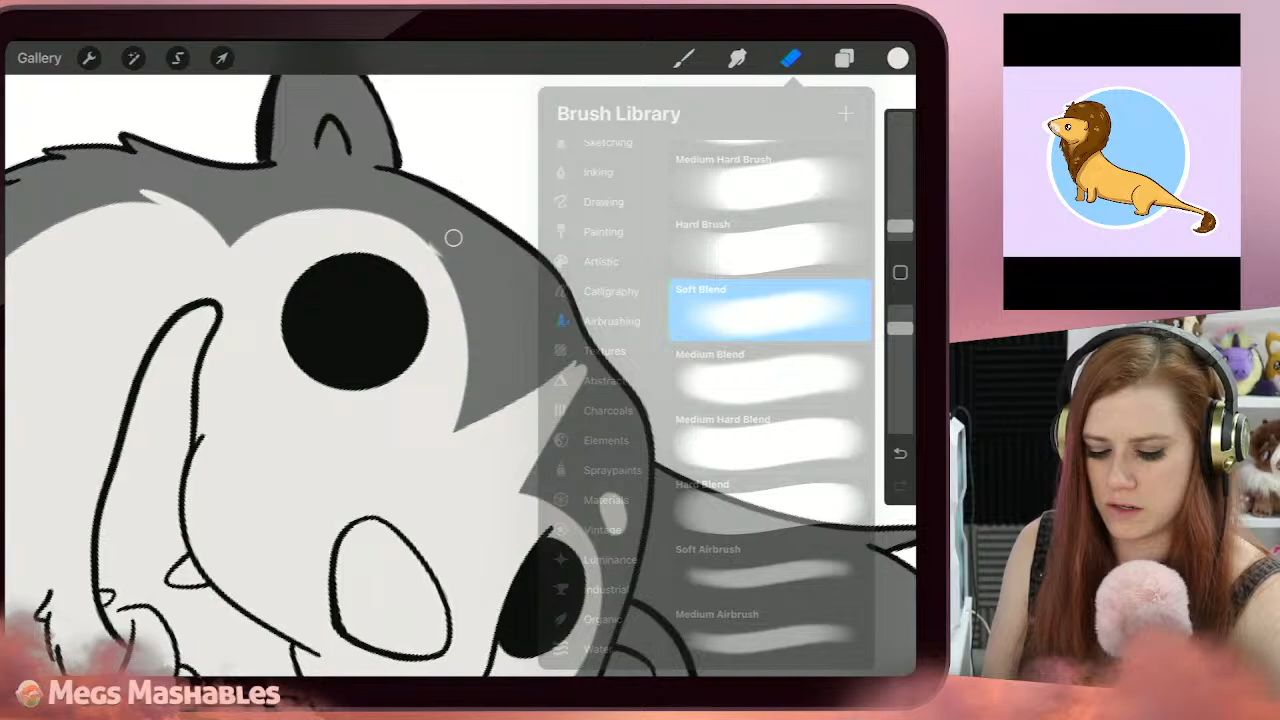 Gallery
Brush Library
Sketching
Inking
Drawing
Painting
Artistic
Calligraphy
Airbrushing
Textures
Abstract
Charcoals
Elements
Spraypaints
Materials
Vintage
Luminance
Industrial
Organic
Water
Medium Hard Brush
Hard Brush
Soft Blend
Medium Blend
Medium Hard Blend
Hard Blend
Soft Airbrush
Medium Airbrush
Megs Mashables